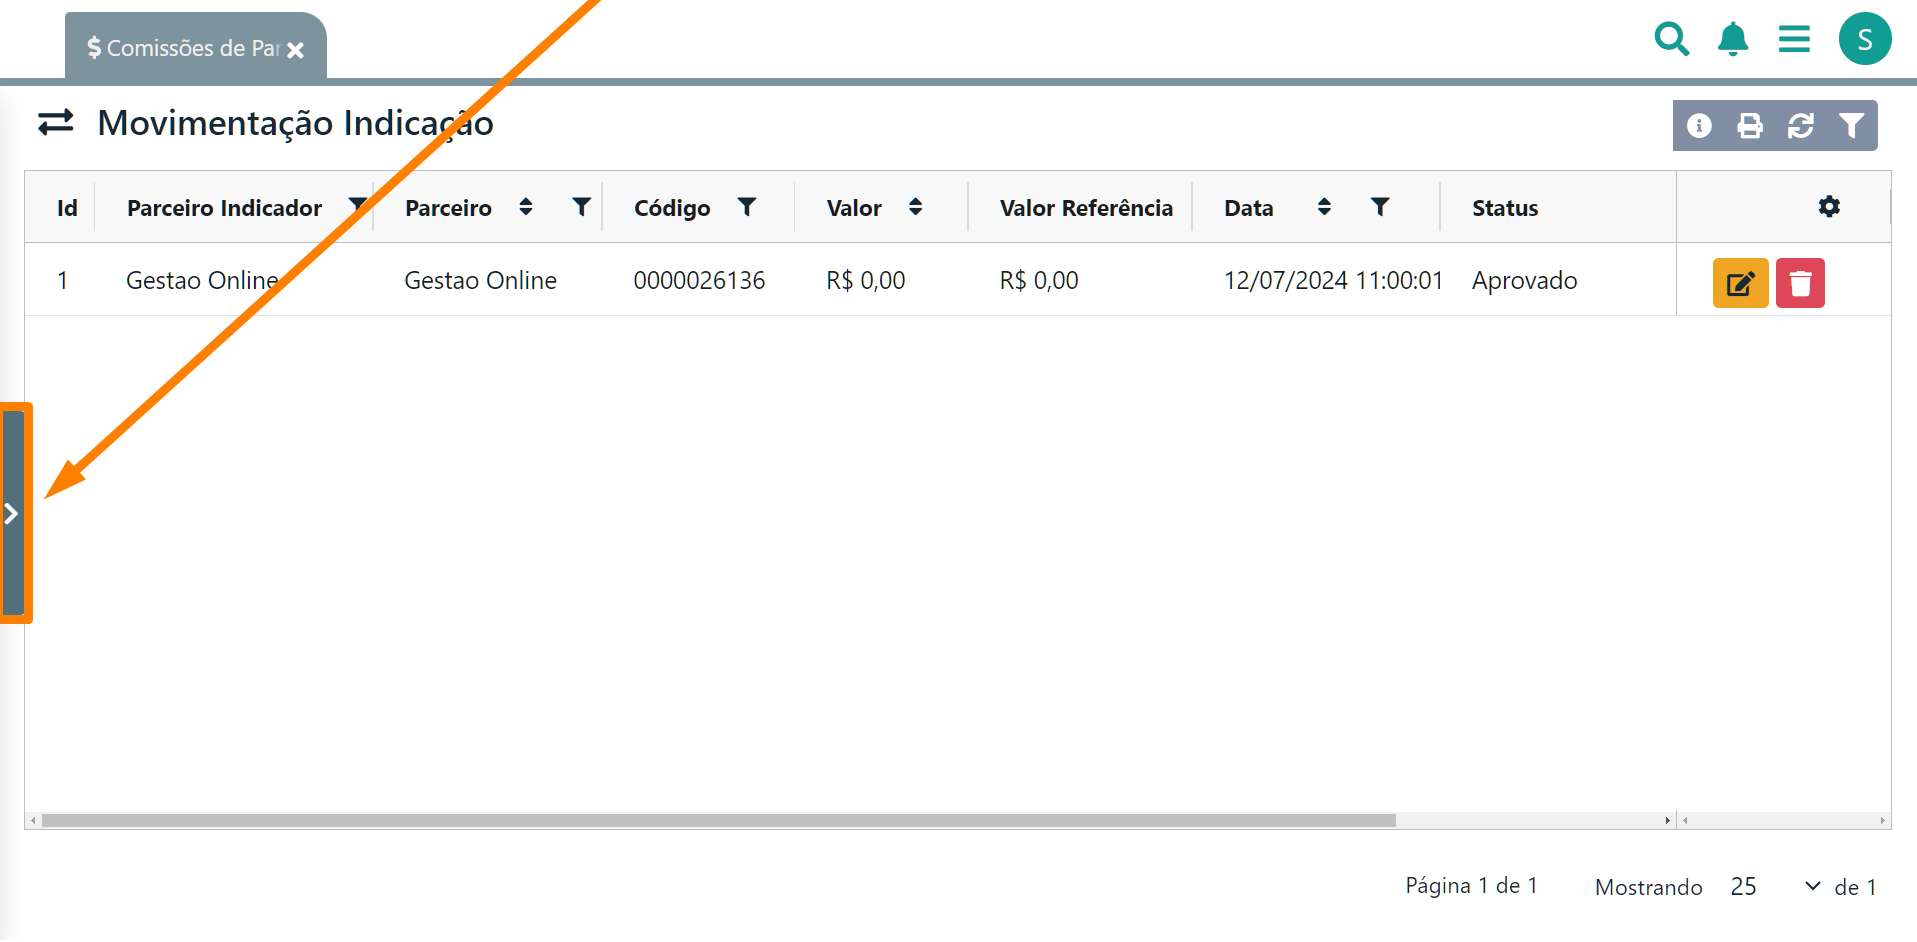 $ Comissões de Par
S
Movimentação Indicação
Id Parceiro Indicador Parceiro Código Valor Valor Referência Data Status
1 Gestao Online Gestao Online 0000026136 R$ 0,00 R$ 0,00 12/07/2024 11:00:01 Aprovado
Página 1 de 1 Mostrando 25 de 1